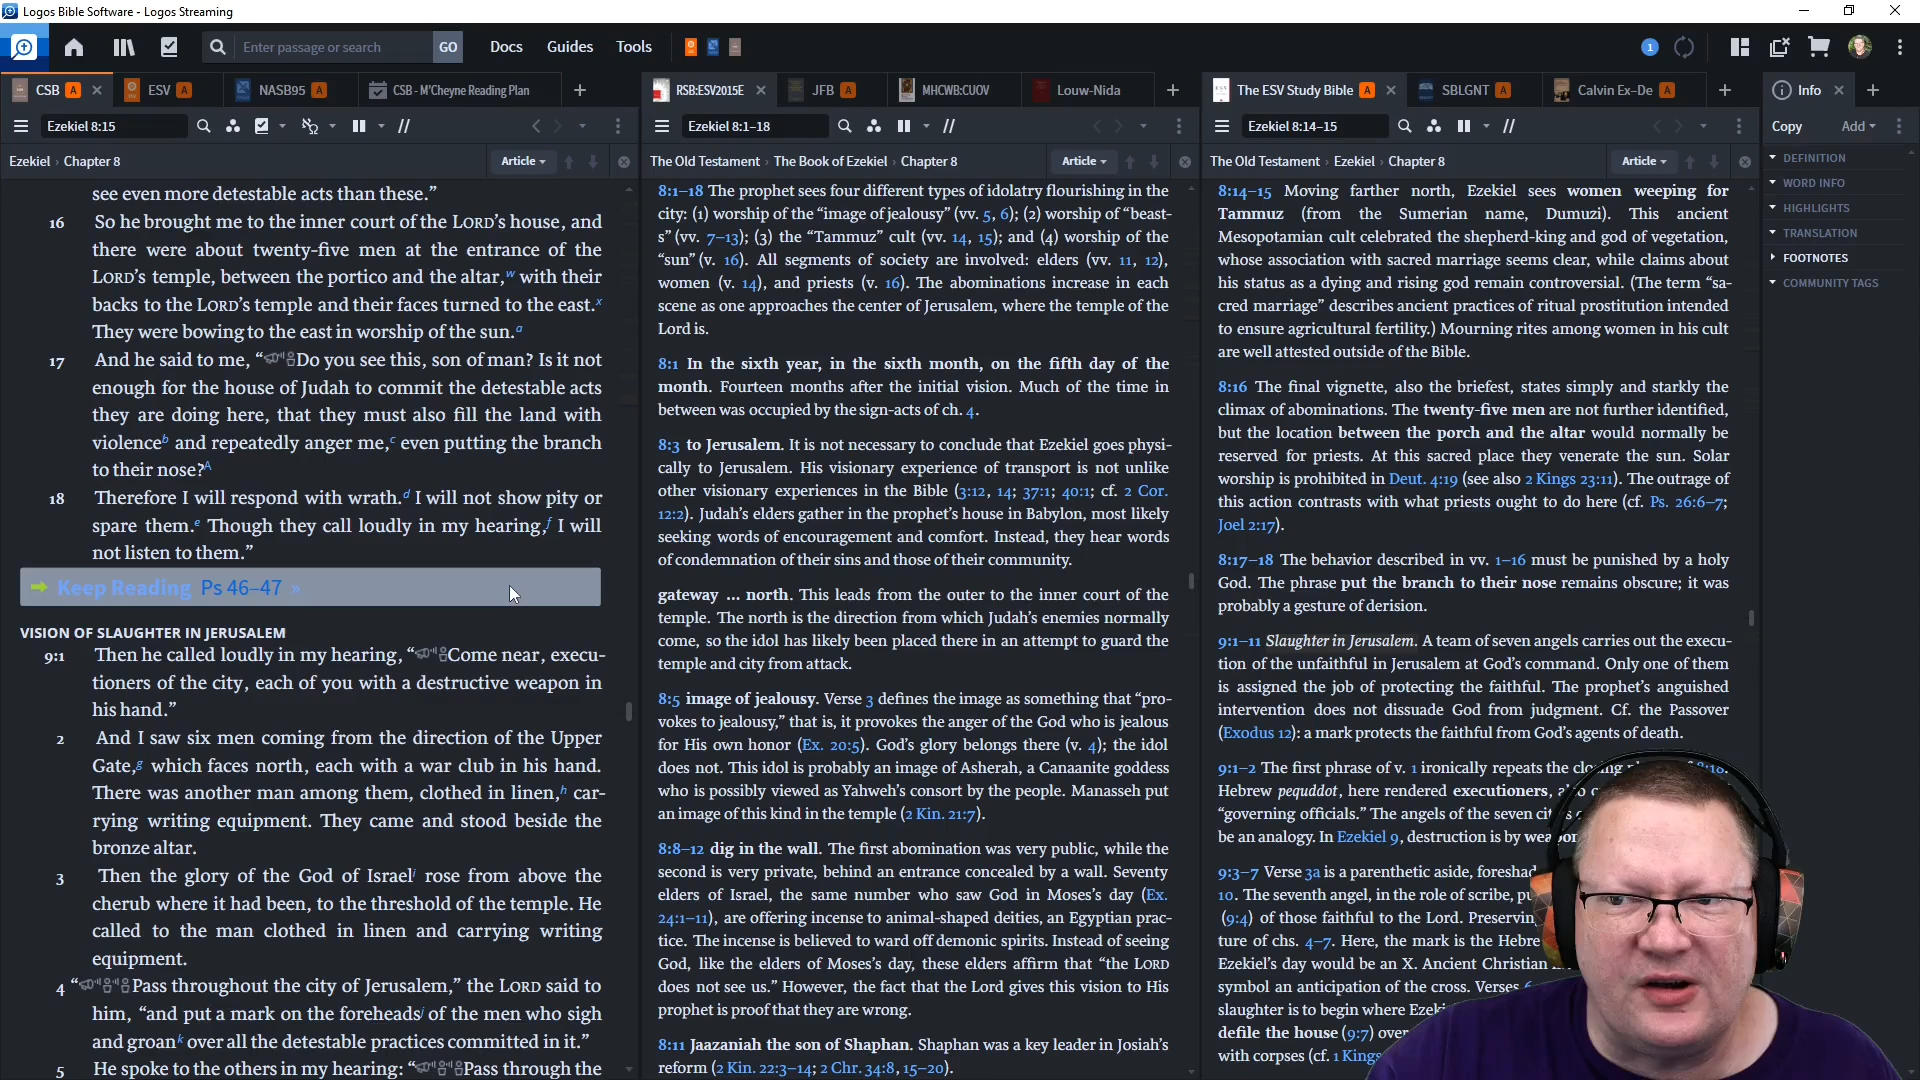 Logos Bible Software - Logos Streaming
Enter passage or search
GO
Docs
Guides
Tools
1
CSB A
ESV A
NASB95 A
CSB - M'Cheyne Reading Plan
RSB:ESV2015E
JFB A
MHCWB:CUOV
Louw-Nida
The ESV Study Bible A
SBLGNT A
Calvin Ex–De A
Info
Ezekiel 8:15
Ezekiel 8:1–18
Ezekiel 8:14–15
Copy
Add
Ezekiel › Chapter 8
Article
The Old Testament › The Book of Ezekiel › Chapter 8
Article
The Old Testament › Ezekiel › Chapter 8
Article
see even more detestable acts than these.”
16 So he brought me to the inner court of the LORD’s house, and
there were about twenty-five men at the entrance of the
LORD’s temple, between the portico and the altar,w with their
backs to the LORD’s temple and their faces turned to the east.x
They were bowing to the east in worship of the sun.a
17 And he said to me, “Do you see this, son of man? Is it not
enough for the house of Judah to commit the detestable acts
they are doing here, that they must also fill the land with
violenceb and repeatedly anger me,c even putting the branch
to their nose?A
18 Therefore I will respond with wrath.d I will not show pity or
spare them.e Though they call loudly in my hearing,f I will
not listen to them.”
Keep Reading Ps 46–47 »
VISION OF SLAUGHTER IN JERUSALEM
9:1 Then he called loudly in my hearing, “Come near, execu-
tioners of the city, each of you with a destructive weapon in
his hand.”
2 And I saw six men coming from the direction of the Upper
Gate,g which faces north, each with a war club in his hand.
There was another man among them, clothed in linen,h car-
rying writing equipment. They came and stood beside the
bronze altar.
3 Then the glory of the God of Israeli rose from above the
cherub where it had been, to the threshold of the temple. He
called to the man clothed in linen and carrying writing
equipment.
4 “Pass throughout the city of Jerusalem,” the LORD said to
him, “and put a mark on the foreheadsj of the men who sigh
and groank over all the detestable practices committed in it.”
5 He spoke to the others in my hearing: “Pass through the
8:1–18 The prophet sees four different types of idolatry flourishing in the
city: (1) worship of the “image of jealousy” (vv. 5, 6); (2) worship of “beast-
s” (vv. 7–13); (3) the “Tammuz” cult (vv. 14, 15); and (4) worship of the
“sun” (v. 16). All segments of society are involved: elders (vv. 11, 12),
women (v. 14), and priests (v. 16). The abominations increase in each
scene as one approaches the center of Jerusalem, where the temple of the
Lord is.
8:1 In the sixth year, in the sixth month, on the fifth day of the
month. Fourteen months after the initial vision. Much of the time in
between was occupied by the sign-acts of ch. 4.
8:3 to Jerusalem. It is not necessary to conclude that Ezekiel goes physi-
cally to Jerusalem. His visionary experience of transport is not unlike
other visionary experiences in the Bible (3:12, 14; 37:1; 40:1; cf. 2 Cor.
12:2). Judah’s elders gather in the prophet’s house in Babylon, most likely
seeking words of encouragement and comfort. Instead, they hear words
of condemnation of their sins and those of their community.
gateway ... north. This leads from the outer to the inner court of the
temple. The north is the direction from which Judah’s enemies normally
come, so the idol has likely been placed there in an attempt to guard the
temple and city from attack.
8:5 image of jealousy. Verse 3 defines the image as something that “pro-
vokes to jealousy,” that is, it provokes the anger of the God who is jealous
for His own honor (Ex. 20:5). God’s glory belongs there (v. 4); the idol
does not. This idol is probably an image of Asherah, a Canaanite goddess
who is possibly viewed as Yahweh’s consort by the people. Manasseh put
an image of this kind in the temple (2 Kin. 21:7).
8:8–12 dig in the wall. The first abomination was very public, while the
second is very private, behind an entrance concealed by a wall. Seventy
elders of Israel, the same number who saw God in Moses’s day (Ex.
24:1–11), are offering incense to animal-shaped deities, an Egyptian prac-
tice. The incense is believed to ward off demonic spirits. Instead of seeing
God, like the elders of Moses’s day, these elders affirm that “the LORD
does not see us.” However, the fact that the Lord gives this vision to His
prophet is proof that they are wrong.
8:11 Jaazaniah the son of Shaphan. Shaphan was a key leader in Josiah’s
reform (2 Kin. 22:3–14; 2 Chr. 34:8, 15–20).
8:14–15 Moving farther north, Ezekiel sees women weeping for
Tammuz (from the Sumerian name, Dumuzi). This ancient
Mesopotamian cult celebrated the shepherd-king and god of vegetation,
whose association with sacred marriage seems clear, while claims about
his status as a dying and rising god remain controversial. (The term “sa-
cred marriage” describes ancient practices of ritual prostitution intended
to ensure agricultural fertility.) Mourning rites among women in his cult
are well attested outside of the Bible.
8:16 The final vignette, also the briefest, states simply and starkly the
climax of abominations. The twenty-five men are not further identified,
but the location between the porch and the altar would normally be
reserved for priests. At this sacred place they venerate the sun. Solar
worship is prohibited in Deut. 4:19 (see also 2 Kings 23:11). The outrage of
this action contrasts with what priests ought to do here (cf. Ps. 26:6–7;
Joel 2:17).
8:17–18 The behavior described in vv. 1–16 must be punished by a holy
God. The phrase put the branch to their nose remains obscure; it was
probably a gesture of derision.
9:1–11 Slaughter in Jerusalem. A team of seven angels carries out the execu-
tion of the unfaithful in Jerusalem at God’s command. Only one of them
is assigned the job of protecting the faithful. The prophet’s anguished
intervention does not dissuade God from judgment. Cf. the Passover
(Exodus 12): a mark protects the faithful from God’s agents of death.
9:1–2 The first phrase of v. 1 ironically repeats the
Hebrew pequddot, here rendered executioners,
“governing officials.” The angels of the seven
be an analogy. In Ezekiel 9, destruction is by
9:3–7 Verse 3a is a parenthetic aside,
10. The seventh angel, in the role of scribe,
(9:4) of those faithful to the Lord.
ture of chs. 4–7. Here, the mark is the
Ezekiel’s day would be an X. Ancient Christian
symbol an anticipation of the cross. Verses
slaughter is to begin where
defile the house (9:7)
with corpses (cf. 1 Kings
DEFINITION
WORD INFO
HIGHLIGHTS
TRANSLATION
FOOTNOTES
COMMUNITY TAGS